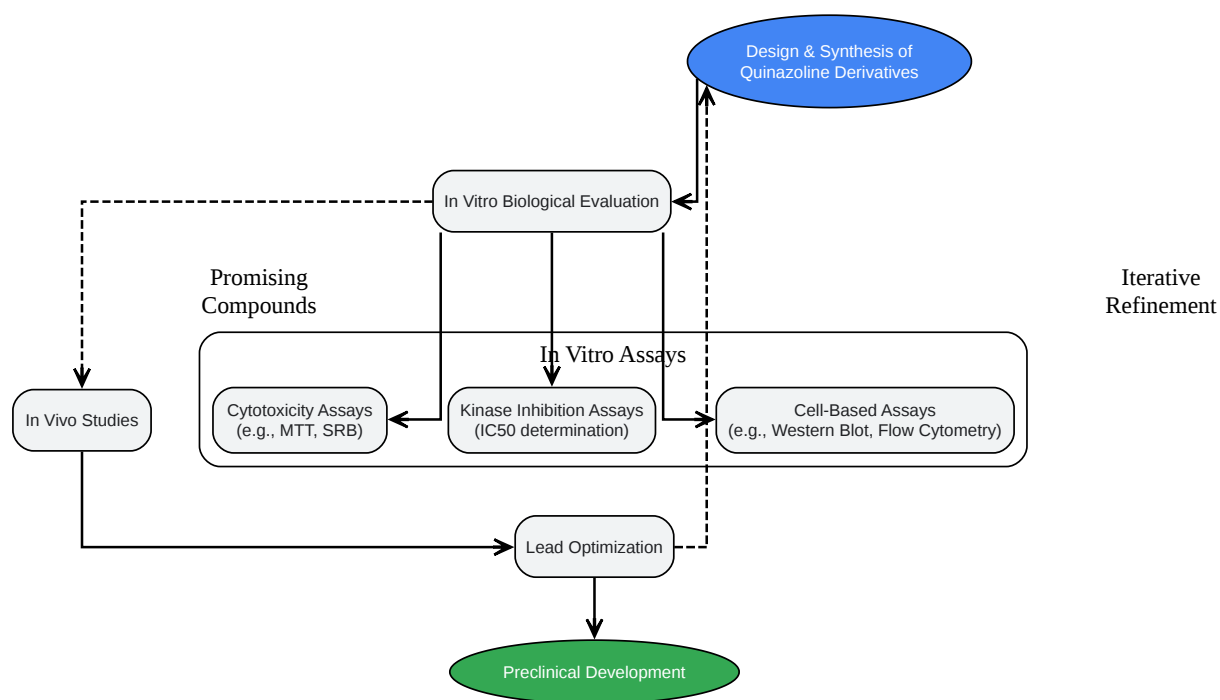 Design & Synthesis of
Quinazoline Derivatives
In Vitro Biological Evaluation
Promising
Compounds
Iterative
Refinement
In Vitro Assays
In Vivo Studies
Cytotoxicity Assays
(e.g., MTT, SRB)
Kinase Inhibition Assays
(IC50 determination)
Cell-Based Assays
(e.g., Western Blot, Flow Cytometry)
Lead Optimization
Preclinical Development